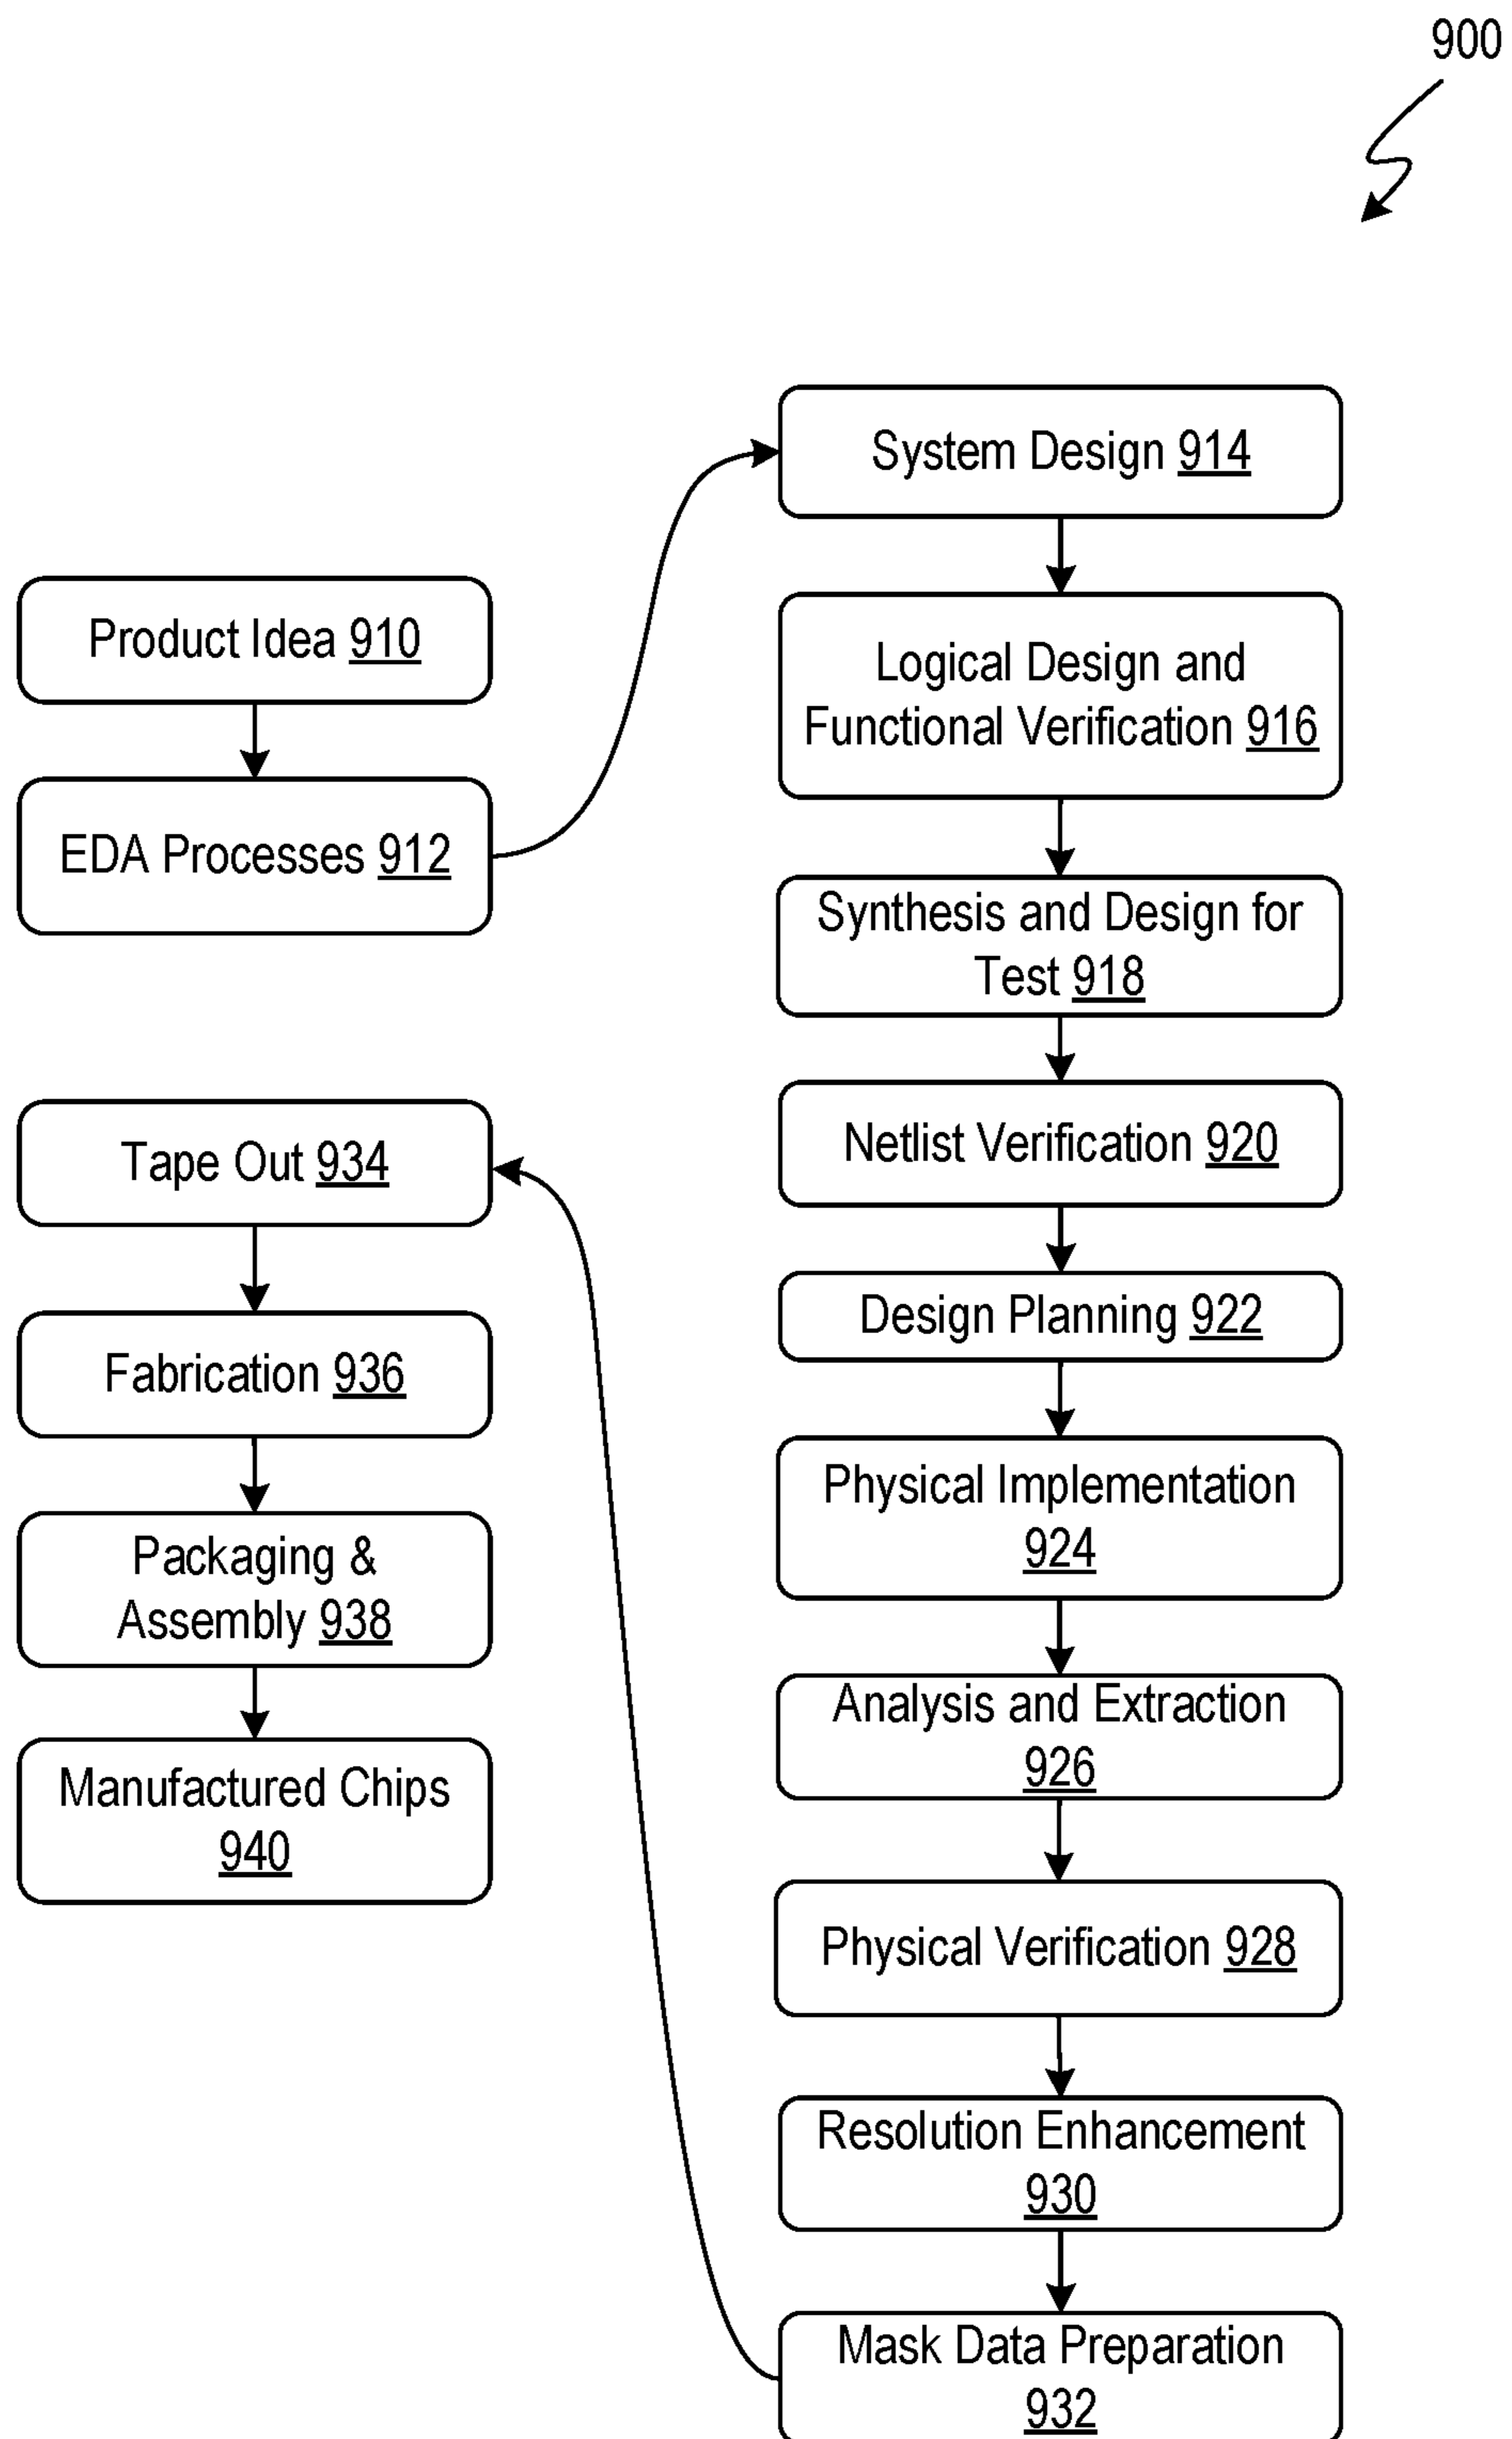 900
Product Idea 910
EDA Processes 912
System Design 914
Logical Design and
Functional Verification 916
Synthesis and Design for
Test 918
Netlist Verification 920
Design Planning 922
Physical Implementation
924
Analysis and Extraction
926
Physical Verification 928
Resolution Enhancement
930
Mask Data Preparation
932
Tape Out 934
Fabrication 936
Packaging &
Assembly 938
Manufactured Chips
940